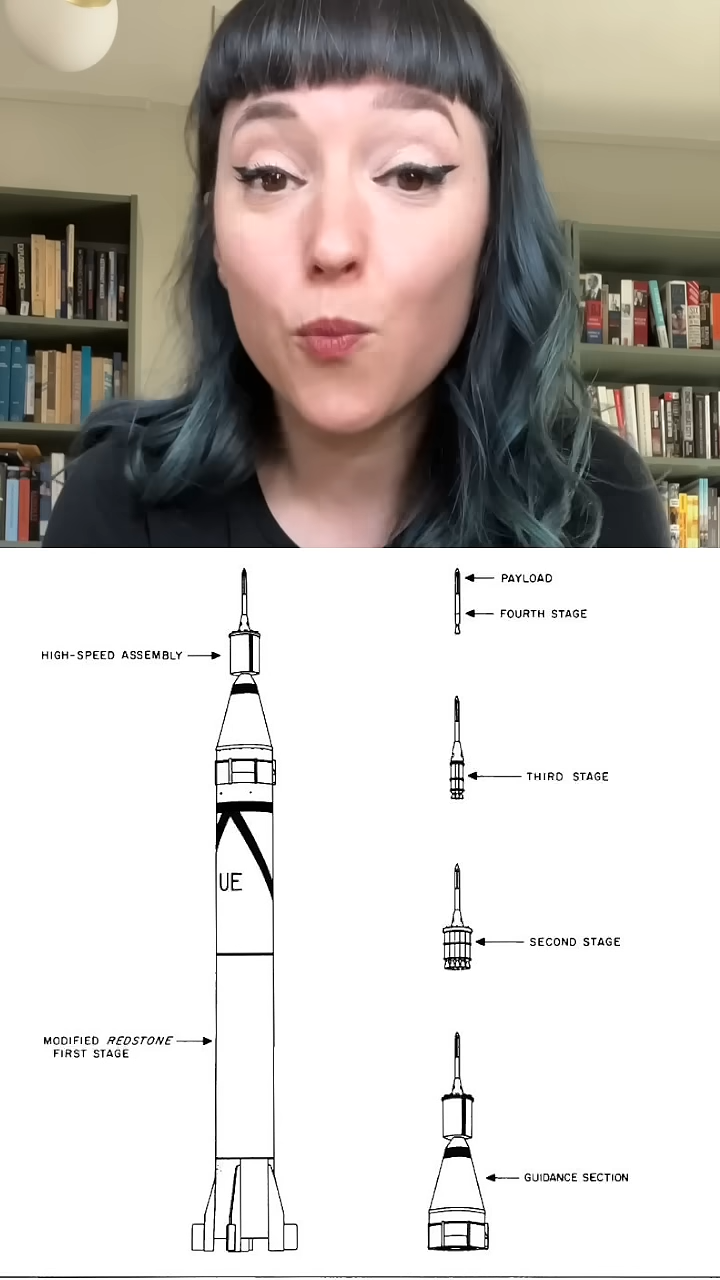 PAYLOAD
FOURTH STAGE
HIGH-SPEED ASSEMBLY
THIRD STAGE
UE
SECOND STAGE
MODIFIED REDSTONE
FIRST STAGE
GUIDANCE SECTION